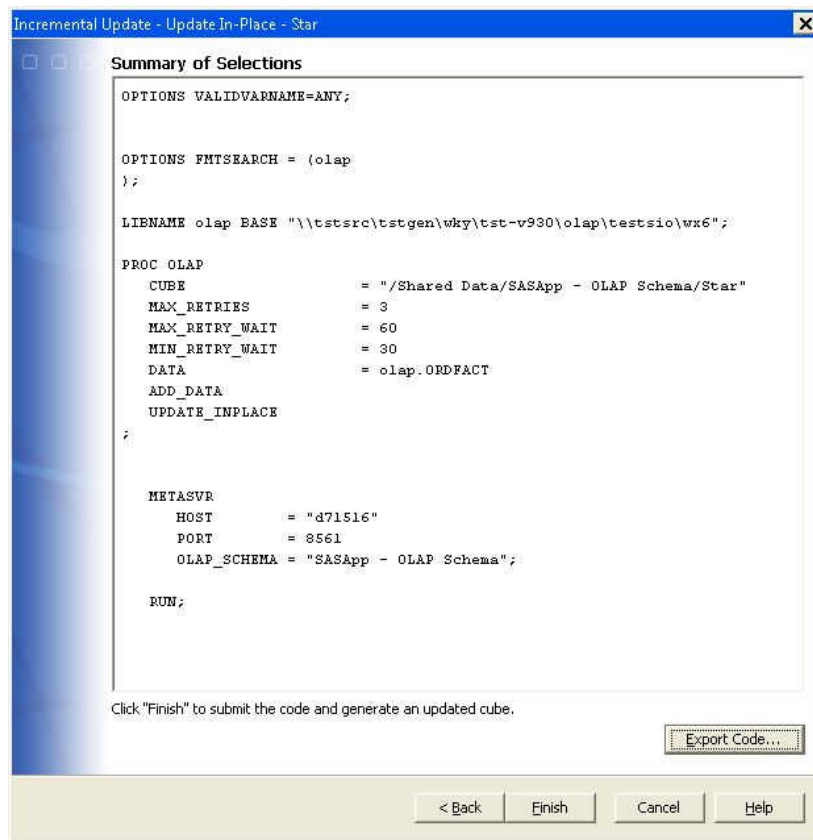 Incremental Update - Update In-Place - Star
Summary of Selections
OPTIONS VALIDVARNAME=ANY;
OPTIONS FMTSEARCH = (olap
);
LIBNAME olap BASE "\\tstsrc\tstgen\wky\tst-v930\olap\testsio\wx6";
PROC OLAP
CUBE = "/Shared Data/SASApp - OLAP Schema/Star"
MAX_RETRIES = 3
MAX_RETRY_WAIT = 60
MIN_RETRY_WAIT = 30
DATA = olap.ORDFACT
ADD_DATA
UPDATE_INPLACE
;
METASVR
HOST = "d71516"
PORT = 8561
OLAP_SCHEMA = "SASApp - OLAP Schema";
RUN;
Click "Finish" to submit the code and generate an updated cube.
Export Code...
< Back Finish Cancel Help